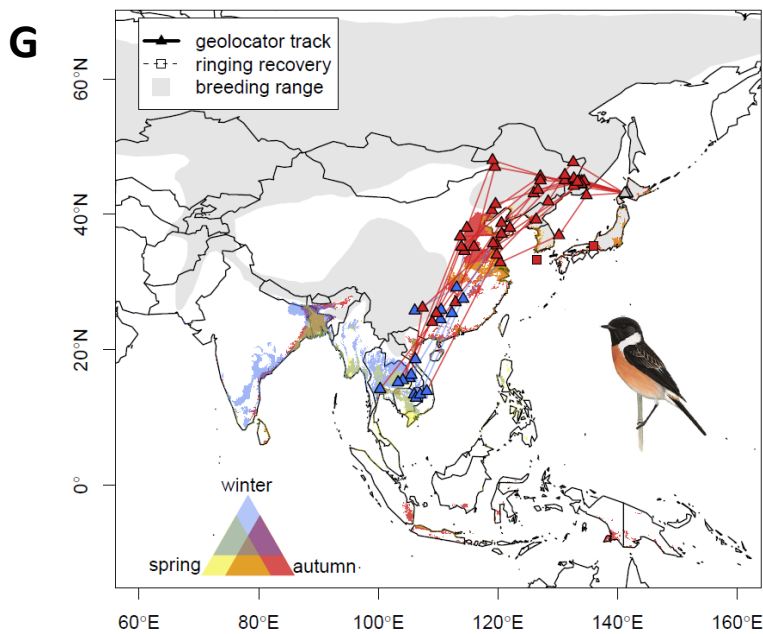 G
geolocator track
ringing recovery
breeding range
60°N
40°N
20°N
0°
winter
spring
autumn
60°E
80°E
100°E
120°E
140°E
160°E